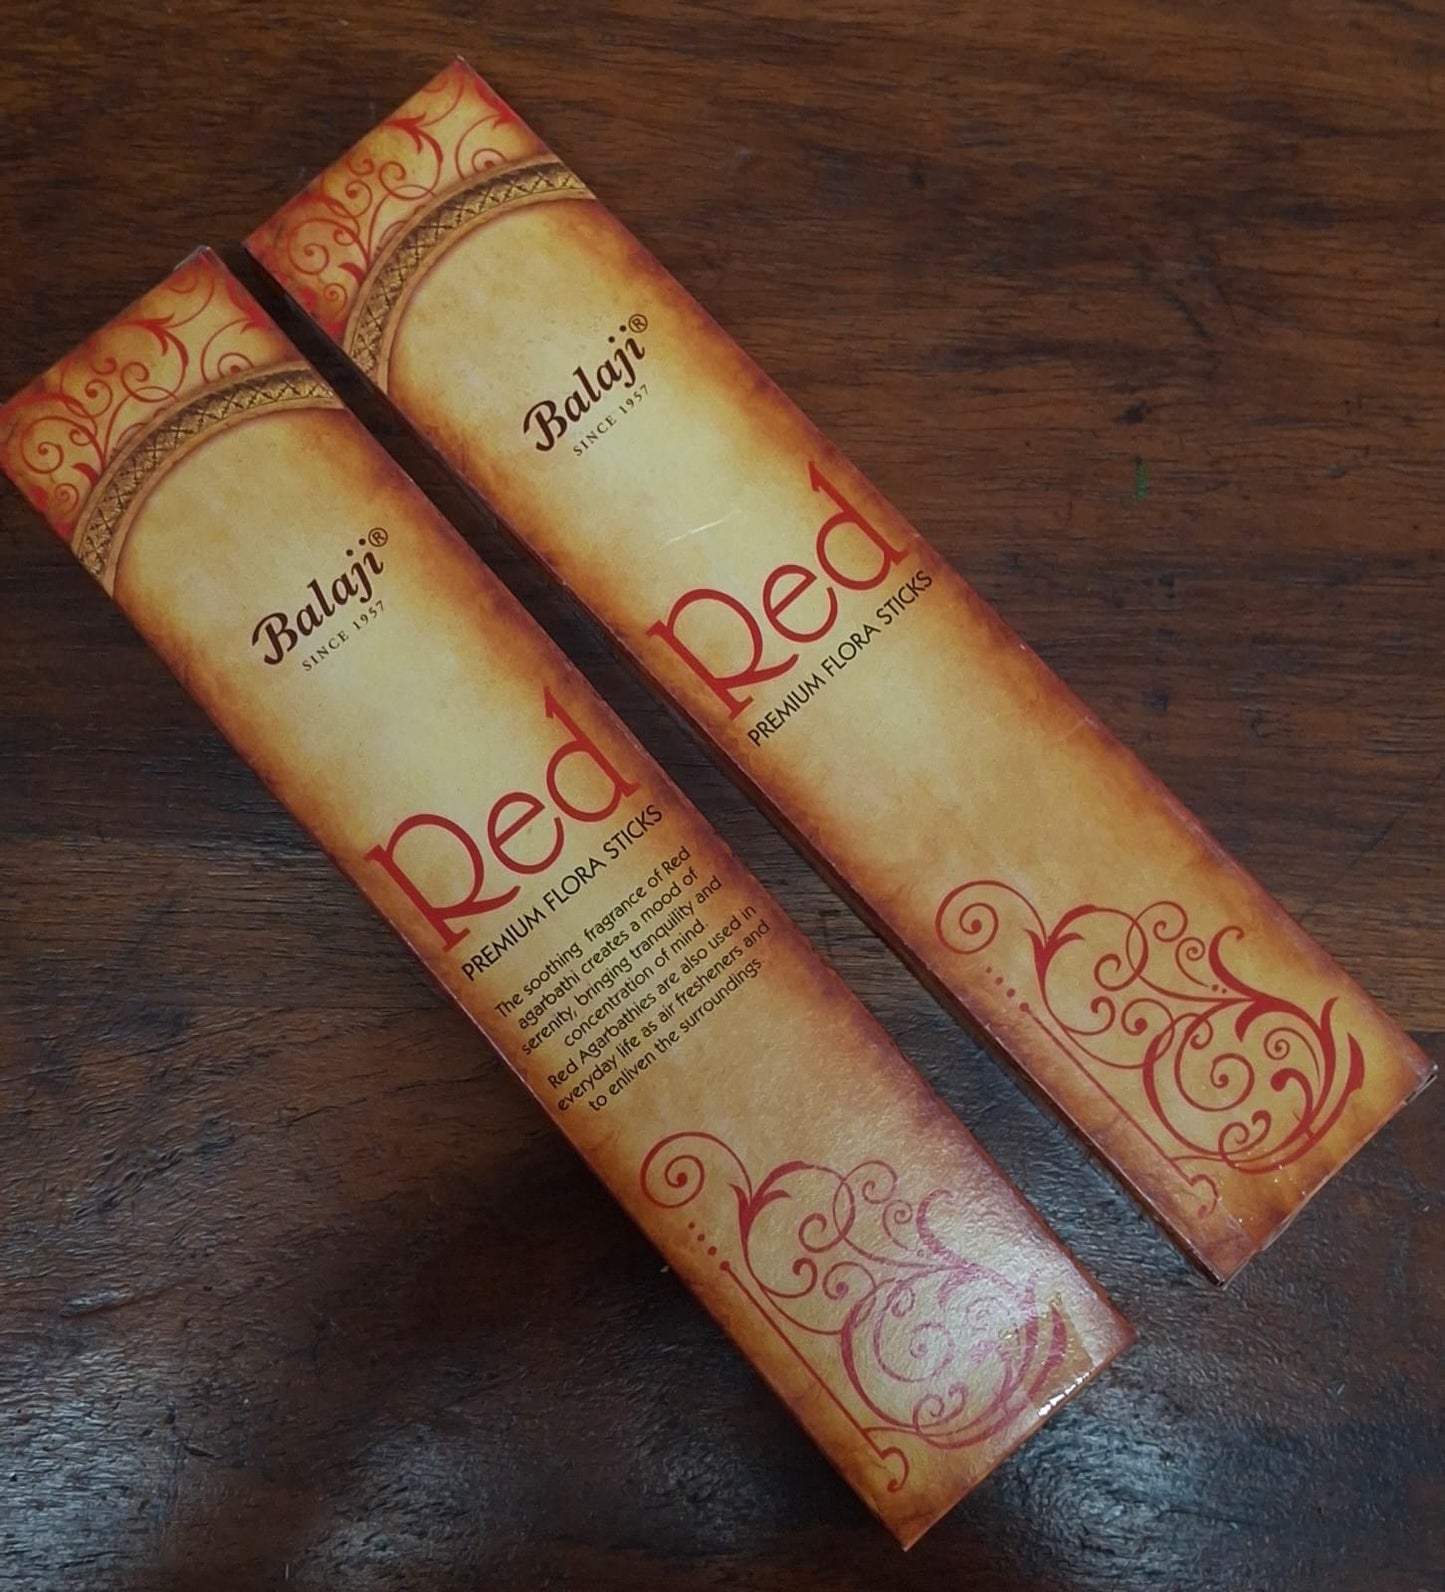 Balaji®
SINCE 1957
Red
PREMIUM FLORA STICKS
The soothing fragrance of Red
agarbathi creates a mood of
serenity, bringing tranquility and
concentration of mind.
Red Agarbathies are also used in
everyday life as air fresheners and
to enliven the surroundings
Balaji®
SINCE 1957
Red
PREMIUM FLORA STICKS